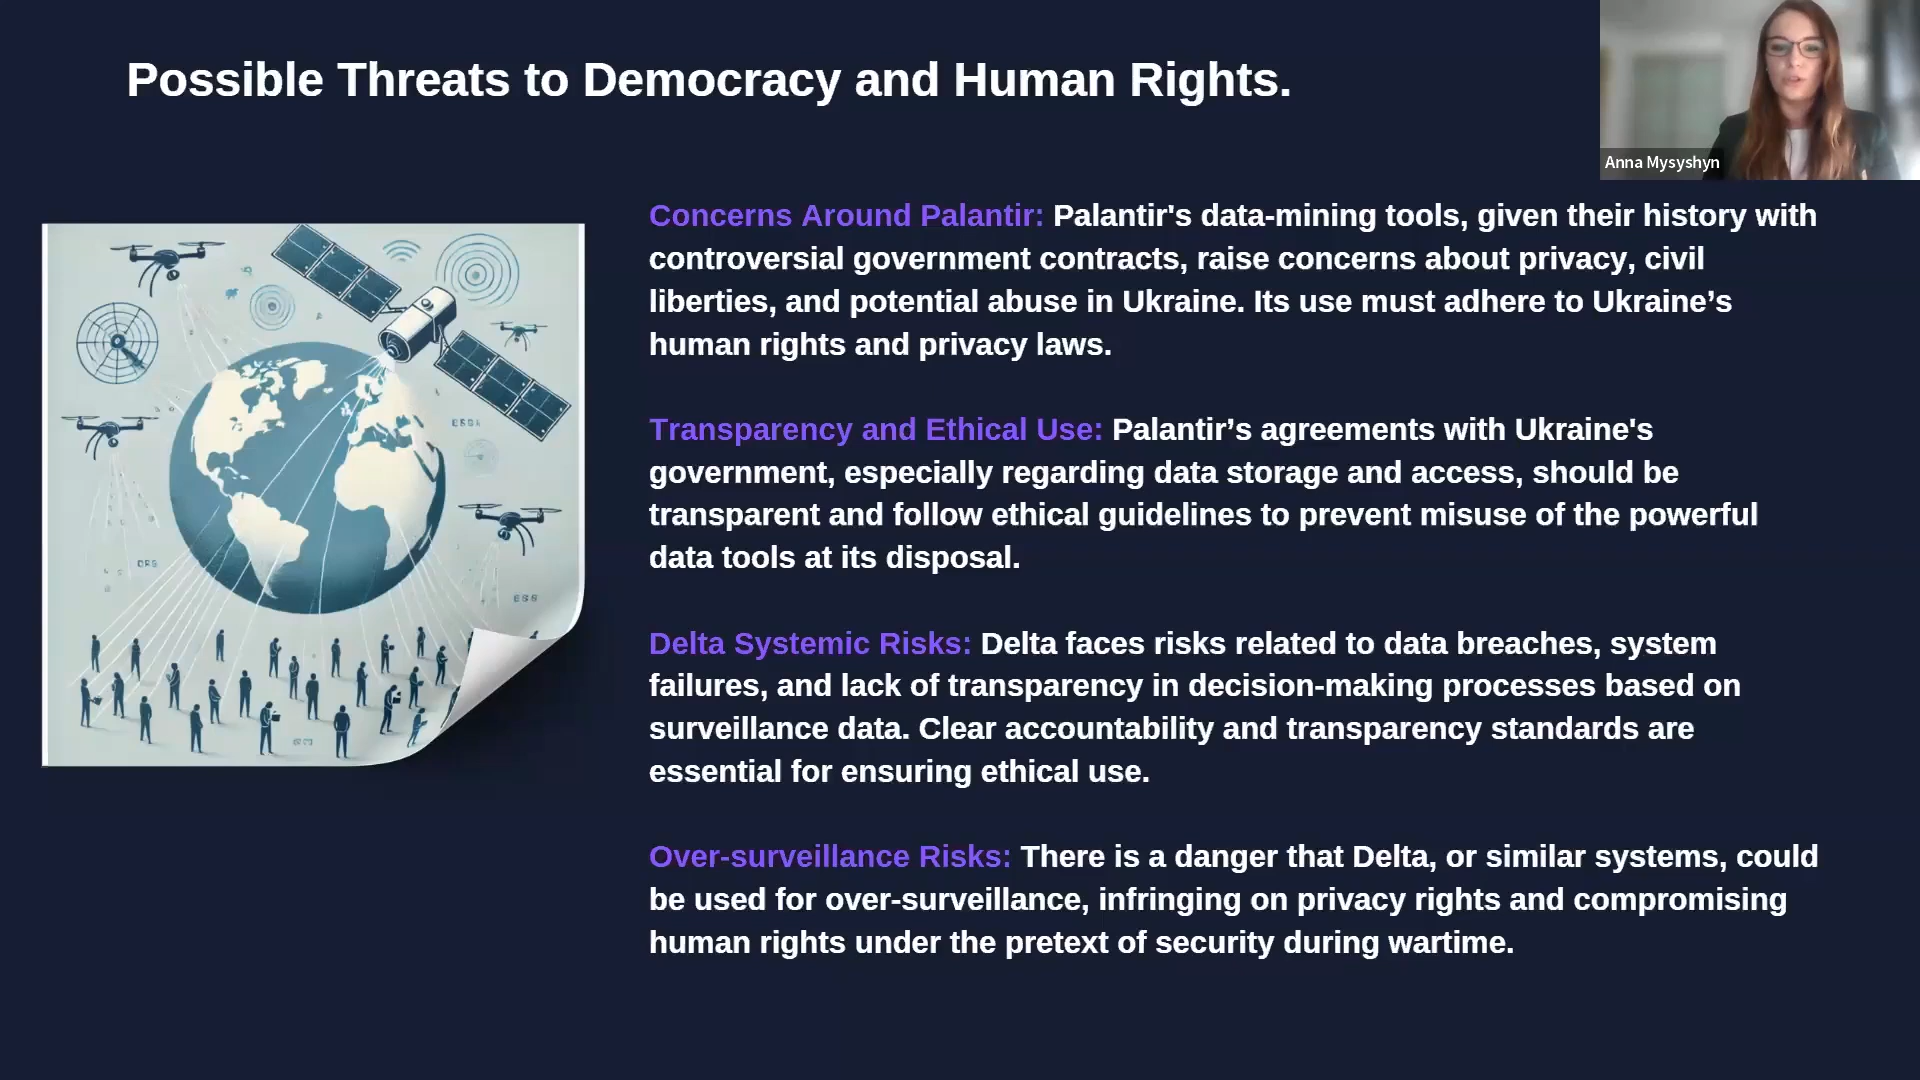 Possible Threats to Democracy and Human Rights.
Anna Mysyshyn
Concerns Around Palantir: Palantir's data-mining tools, given their history with
controversial government contracts, raise concerns about privacy, civil
liberties, and potential abuse in Ukraine. Its use must adhere to Ukraine’s
human rights and privacy laws.
Transparency and Ethical Use: Palantir’s agreements with Ukraine's
government, especially regarding data storage and access, should be
transparent and follow ethical guidelines to prevent misuse of the powerful
data tools at its disposal.
Delta Systemic Risks: Delta faces risks related to data breaches, system
failures, and lack of transparency in decision-making processes based on
surveillance data. Clear accountability and transparency standards are
essential for ensuring ethical use.
Over-surveillance Risks: There is a danger that Delta, or similar systems, could
be used for over-surveillance, infringing on privacy rights and compromising
human rights under the pretext of security during wartime.